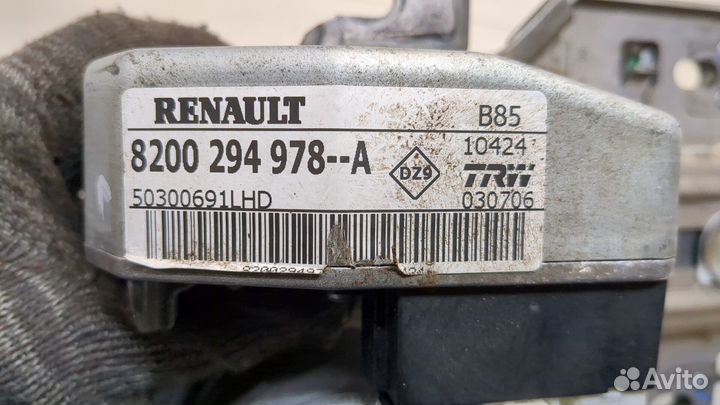 RENAULT B85
8200 294 978--A DZ9 10424
TRW
50300691LHD 030706
Avito